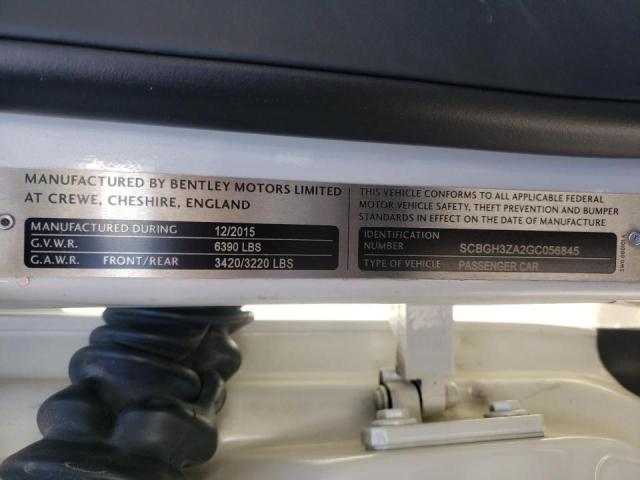 MANUFACTURED BY BENTLEY MOTORS LIMITED
AT CREWE, CHESHIRE, ENGLAND
MANUFACTURED DURING 12/2015
G.V.W.R. 6390 LBS
G.A.W.R. FRONT/REAR 3420/3220 LBS
THIS VEHICLE CONFORMS TO ALL APPLICABLE FEDERAL
MOTOR VEHICLE SAFETY, THEFT PREVENTION AND BUMPER
STANDARDS IN EFFECT ON THE DATE OF MANUFACTURE
IDENTIFICATION
NUMBER SCBGH3ZA2GC056845
TYPE OF VEHICLE PASSENGER CAR